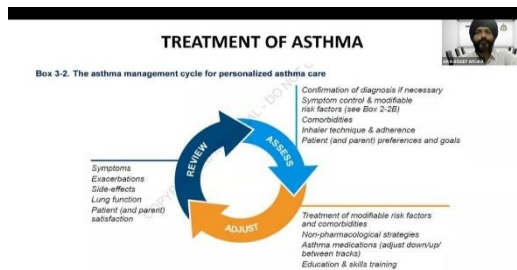 TREATMENT OF ASTHMA
Box 3-2. The asthma management cycle for personalized asthma care
Confirmation of diagnosis if necessary
Symptom control & modifiable
risk factors (see Box 2-2B)
Comorbidities
Inhaler technique & adherence
Patient (and parent) preferences and goals
REVIEW
ASSESS
ADJUST
Symptoms
Exacerbations
Side-effects
Lung function
Patient (and parent)
satisfaction
Treatment of modifiable risk factors
and comorbidities
Non-pharmacological strategies
Asthma medications (adjust down/up/
between tracks)
Education & skills training